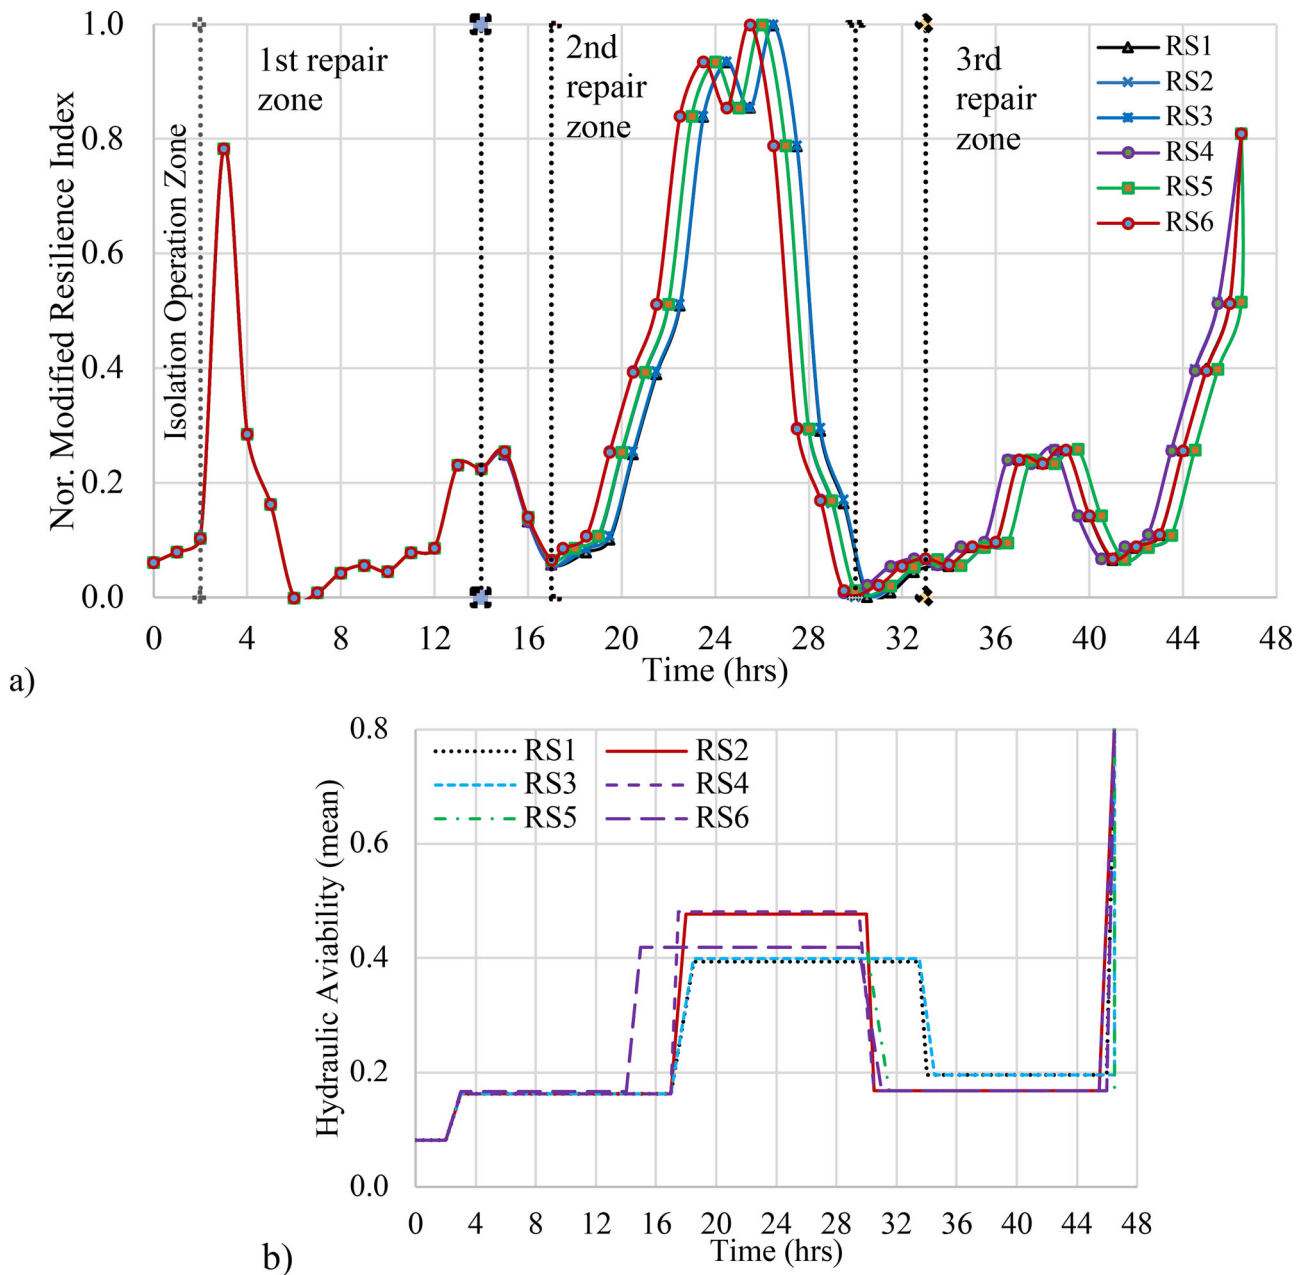 Nor. Modified Resilience Index
1.0
0.8
0.6
0.4
0.2
0.0
Isolation Operation Zone
1st repair
zone
2nd
repair
zone
3rd
repair
zone
RS1
RS2
RS3
RS4
RS5
RS6
0 4 8 12 16 20 24 28 32 36 40 44 48
Time (hrs)
a)
Hydraulic Aviability (mean)
0.8
0.6
0.4
0.2
0.0
RS1 RS2
RS3 RS4
RS5 RS6
0 4 8 12 16 20 24 28 32 36 40 44 48
Time (hrs)
b)